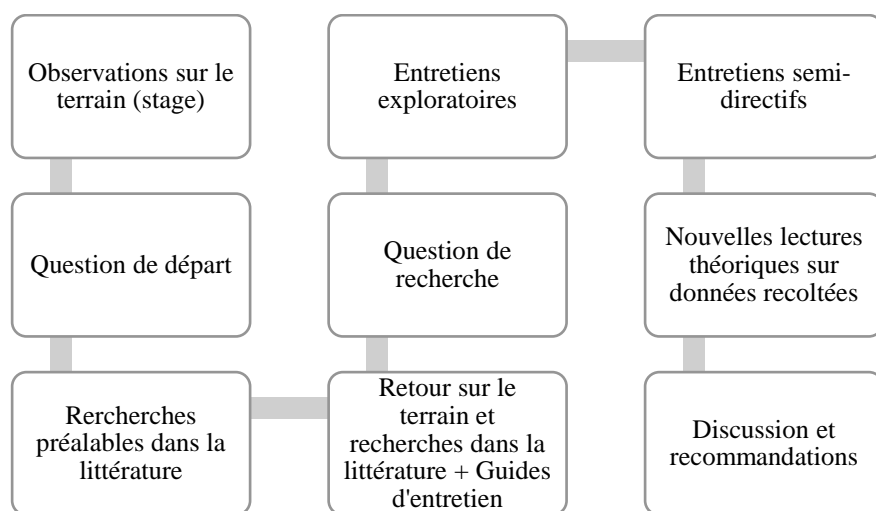 Observations sur le
terrain (stage)
Question de départ
Rercherches
préalables dans la
littérature
Retour sur le
terrain et
recherches dans la
littérature + Guides
d'entretien
Question de
recherche
Entretiens
exploratoires
Entretiens semi-
directifs
Nouvelles lectures
théoriques sur
données recoltées
Discussion et
recommandations